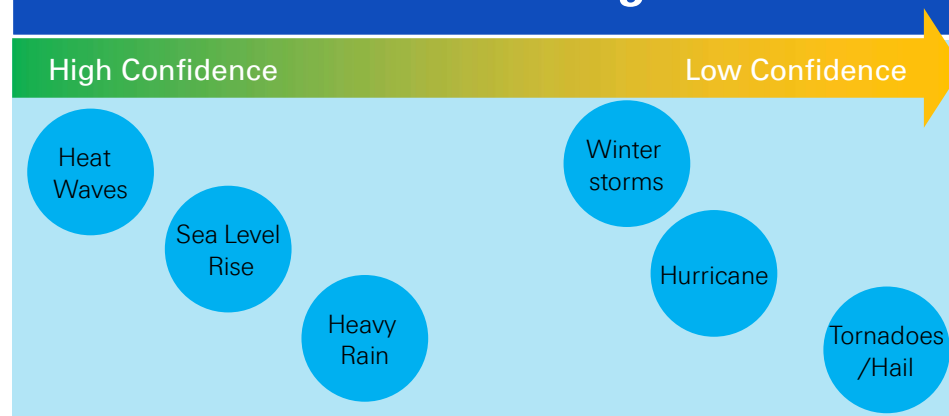 High Confidence
Low Confidence
Heat
Waves
Sea Level
Rise
Heavy
Rain
Winter
storms
Hurricane
Tornadoes
/Hail